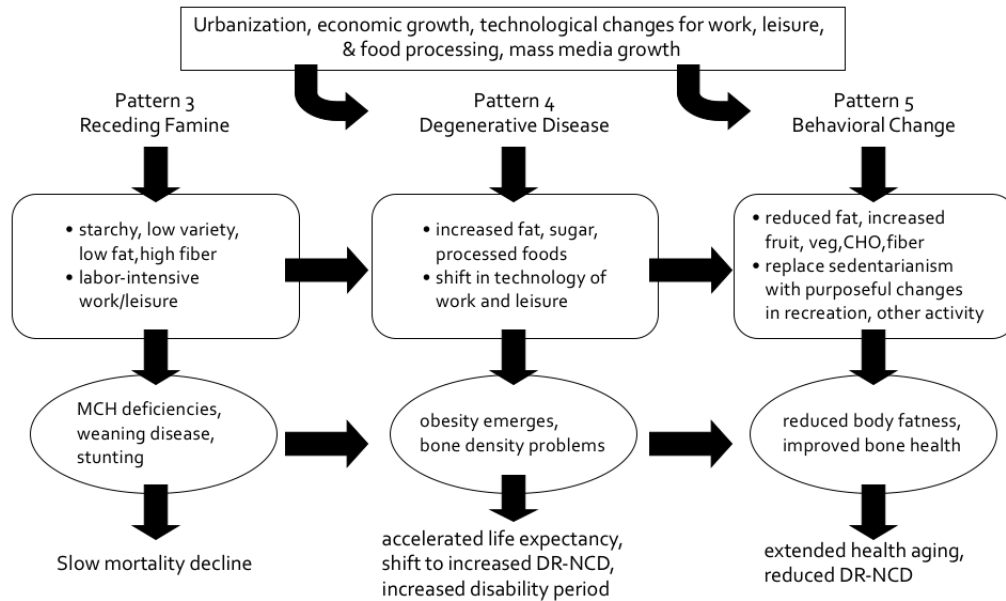 Urbanization, economic growth, technological changes for work, leisure,
& food processing, mass media growth
Pattern 3
Receding Famine
Pattern 4
Degenerative Disease
Pattern 5
Behavioral Change
• starchy, low variety,
low fat,high fiber
• labor-intensive
work/leisure
• increased fat, sugar,
processed foods
• shift in technology of
work and leisure
• reduced fat, increased
fruit, veg,CHO,fiber
• replace sedentarianism
with purposeful changes
in recreation, other activity
MCH deficiencies,
weaning disease,
stunting
obesity emerges,
bone density problems
reduced body fatness,
improved bone health
Slow mortality decline
accelerated life expectancy,
shift to increased DR-NCD,
increased disability period
extended health aging,
reduced DR-NCD